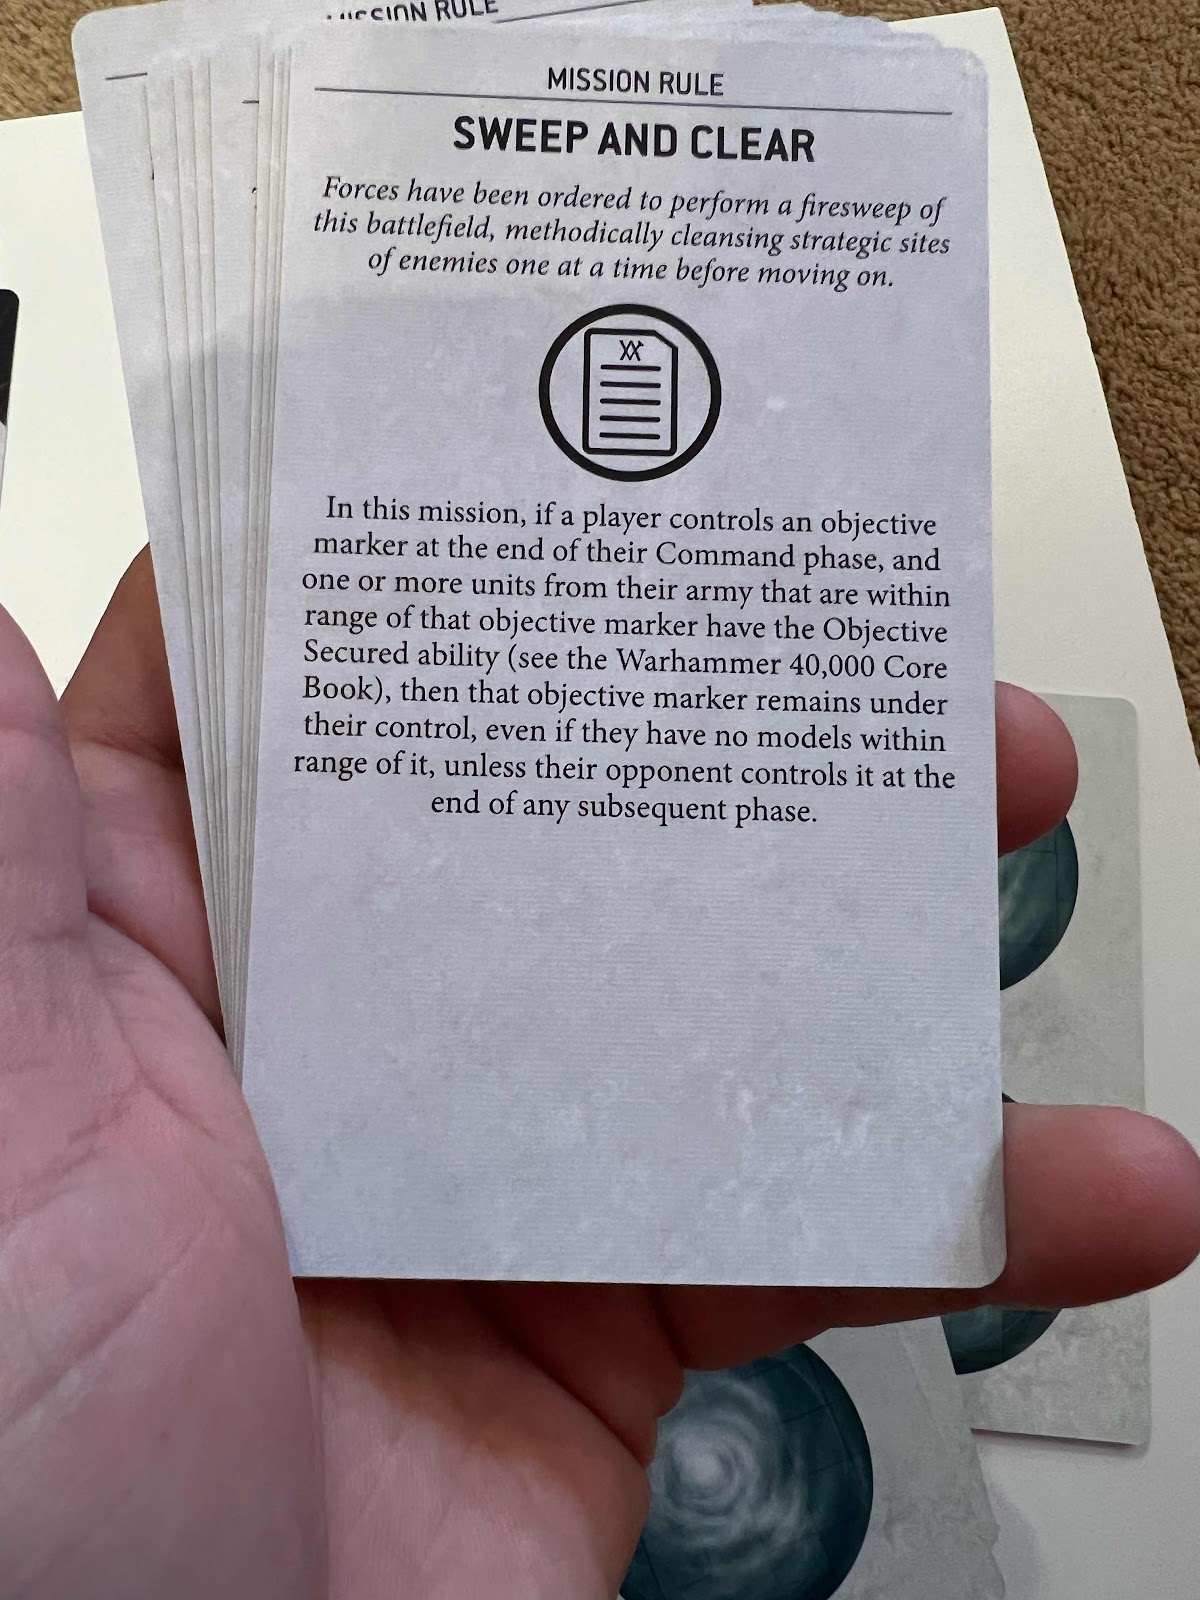 MISSION RULE
MISSION RULE
SWEEP AND CLEAR
Forces have been ordered to perform a firesweep of
this battlefield, methodically cleansing strategic sites
of enemies one at a time before moving on.
In this mission, if a player controls an objective
marker at the end of their Command phase, and
one or more units from their army that are within
range of that objective marker have the Objective
Secured ability (see the Warhammer 40,000 Core
Book), then that objective marker remains under
their control, even if they have no models within
range of it, unless their opponent controls it at the
end of any subsequent phase.